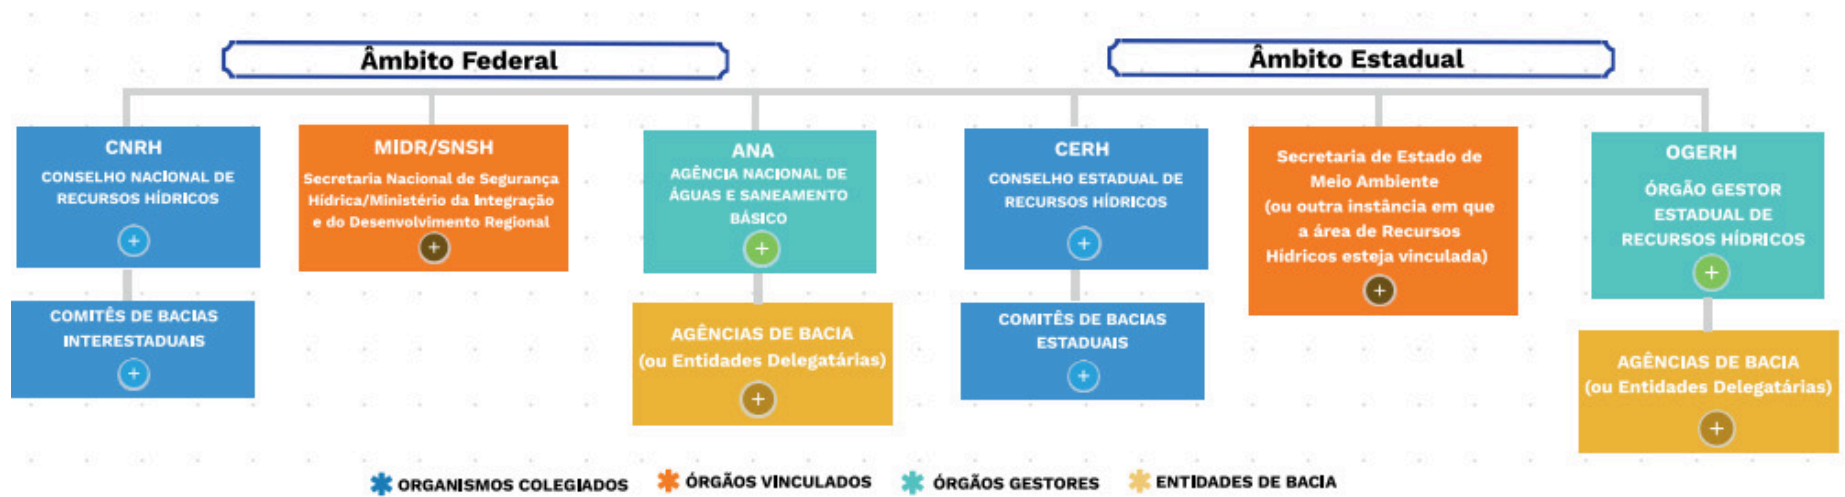 Âmbito Federal
Âmbito Estadual
CNRH
CONSELHO NACIONAL DE
RECURSOS HÍDRICOS
+
COMITÊS DE BACIAS
INTERESTADUAIS
+
MIDR/SNSH
Secretaria Nacional de Segurança
Hídrica/Ministério da Integração
e do Desenvolvimento Regional
+
ANA
AGÊNCIA NACIONAL DE
ÁGUAS E SANEAMENTO
BÁSICO
+
AGÊNCIAS DE BACIA
(ou Entidades Delegatárias)
+
CERH
CONSELHO ESTADUAL DE
RECURSOS HÍDRICOS
+
COMITÊS DE BACIAS
ESTADUAIS
+
Secretaria de Estado de
Meio Ambiente
(ou outra instância em que
a área de Recursos
Hídricos esteja vinculada)
+
OGERH
ÓRGÃO GESTOR
ESTADUAL DE
RECURSOS HÍDRICOS
+
AGÊNCIAS DE BACIA
(ou Entidades Delegatárias)
+
ORGANISMOS COLEGIADOS
ÓRGÃOS VINCULADOS
ÓRGÃOS GESTORES
ENTIDADES DE BACIA